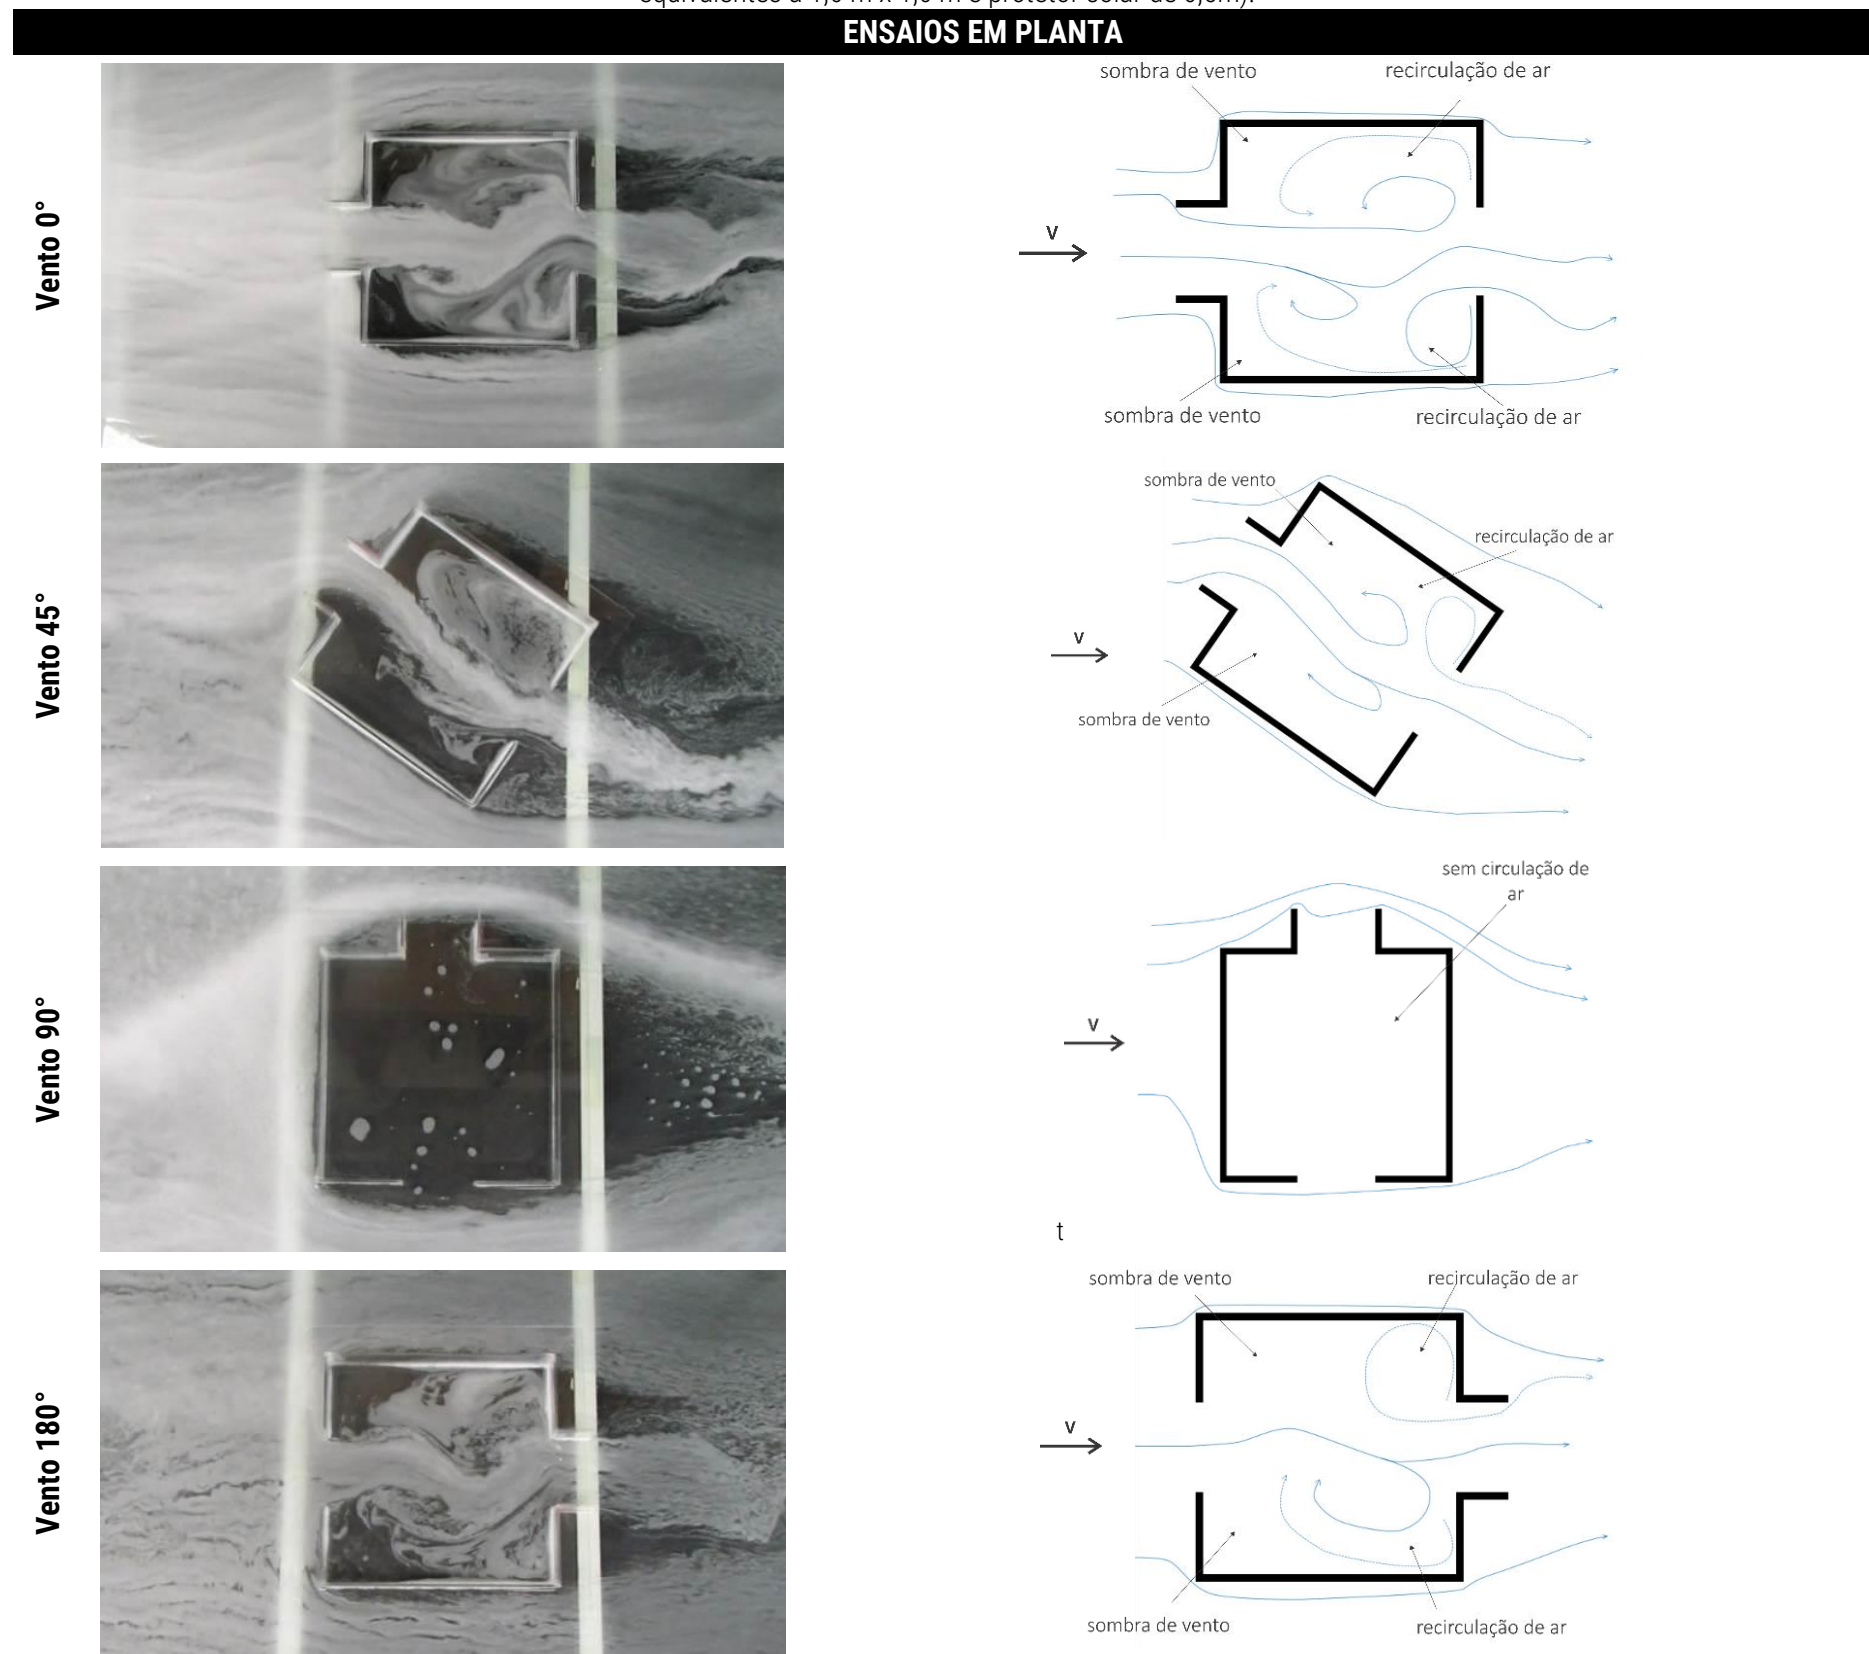 ENSAIOS EM PLANTA
Vento 0°
sombra de vento
recirculação de ar
v
sombra de vento
recirculação de ar
Vento 45°
sombra de vento
recirculação de ar
v
sombra de vento
Vento 90°
sem circulação de
ar
v
t
Vento 180°
sombra de vento
recirculação de ar
v
sombra de vento
recirculação de ar